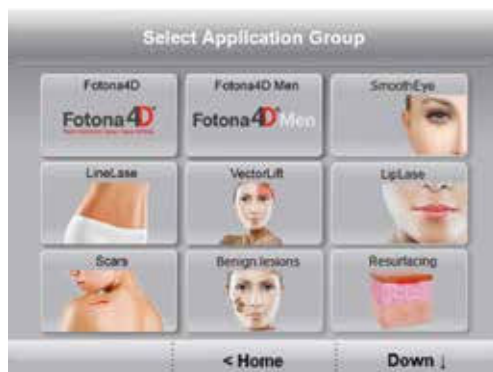 Select Application Group
Fotona4D
Fotona4D Men
SmoothEye
Fotona4D
Fotona4D Men
LineLase
VectorLift
LipLase
Scars
Benign lesions
Resurfacing
< Home
Down ↓